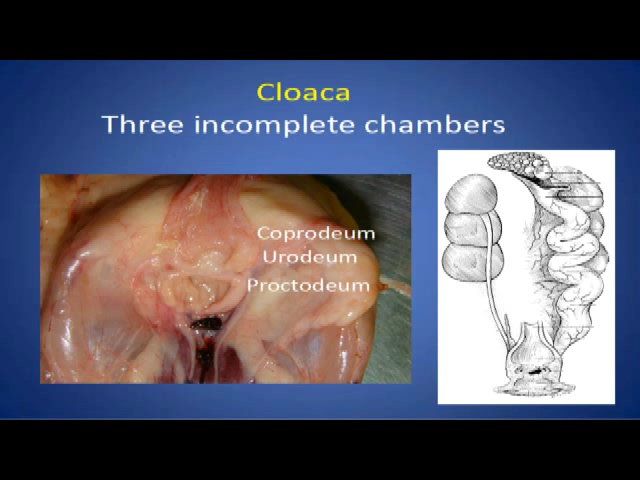 Cloaca
Three incomplete chambers
Coprodeum
Urodeum
Proctodeum